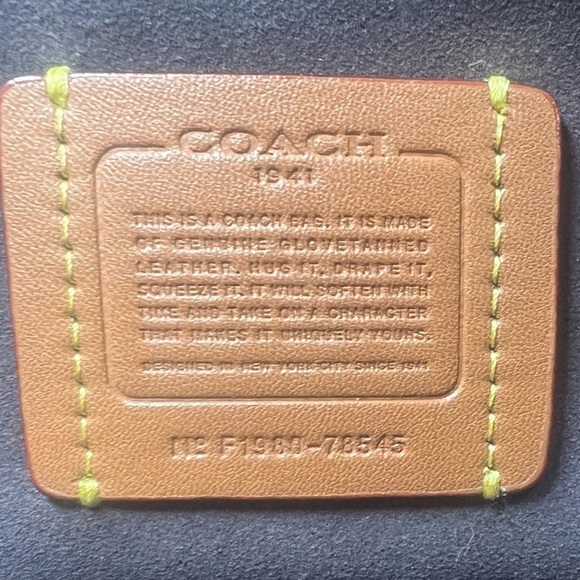 COACH
1941
THIS IS A COACH BAG. IT IS MADE
OF GENUINE GLOVETANNED
LEATHER. HUG IT, DRAPE IT,
SQUEEZE IT. IT WILL SOFTEN WITH
TIME AND TAKE ON A CHARACTER
THAT MAKES IT UNIQUELY YOURS.
DESIGNED IN NEW YORK CITY SINCE 1941
F1980-78545